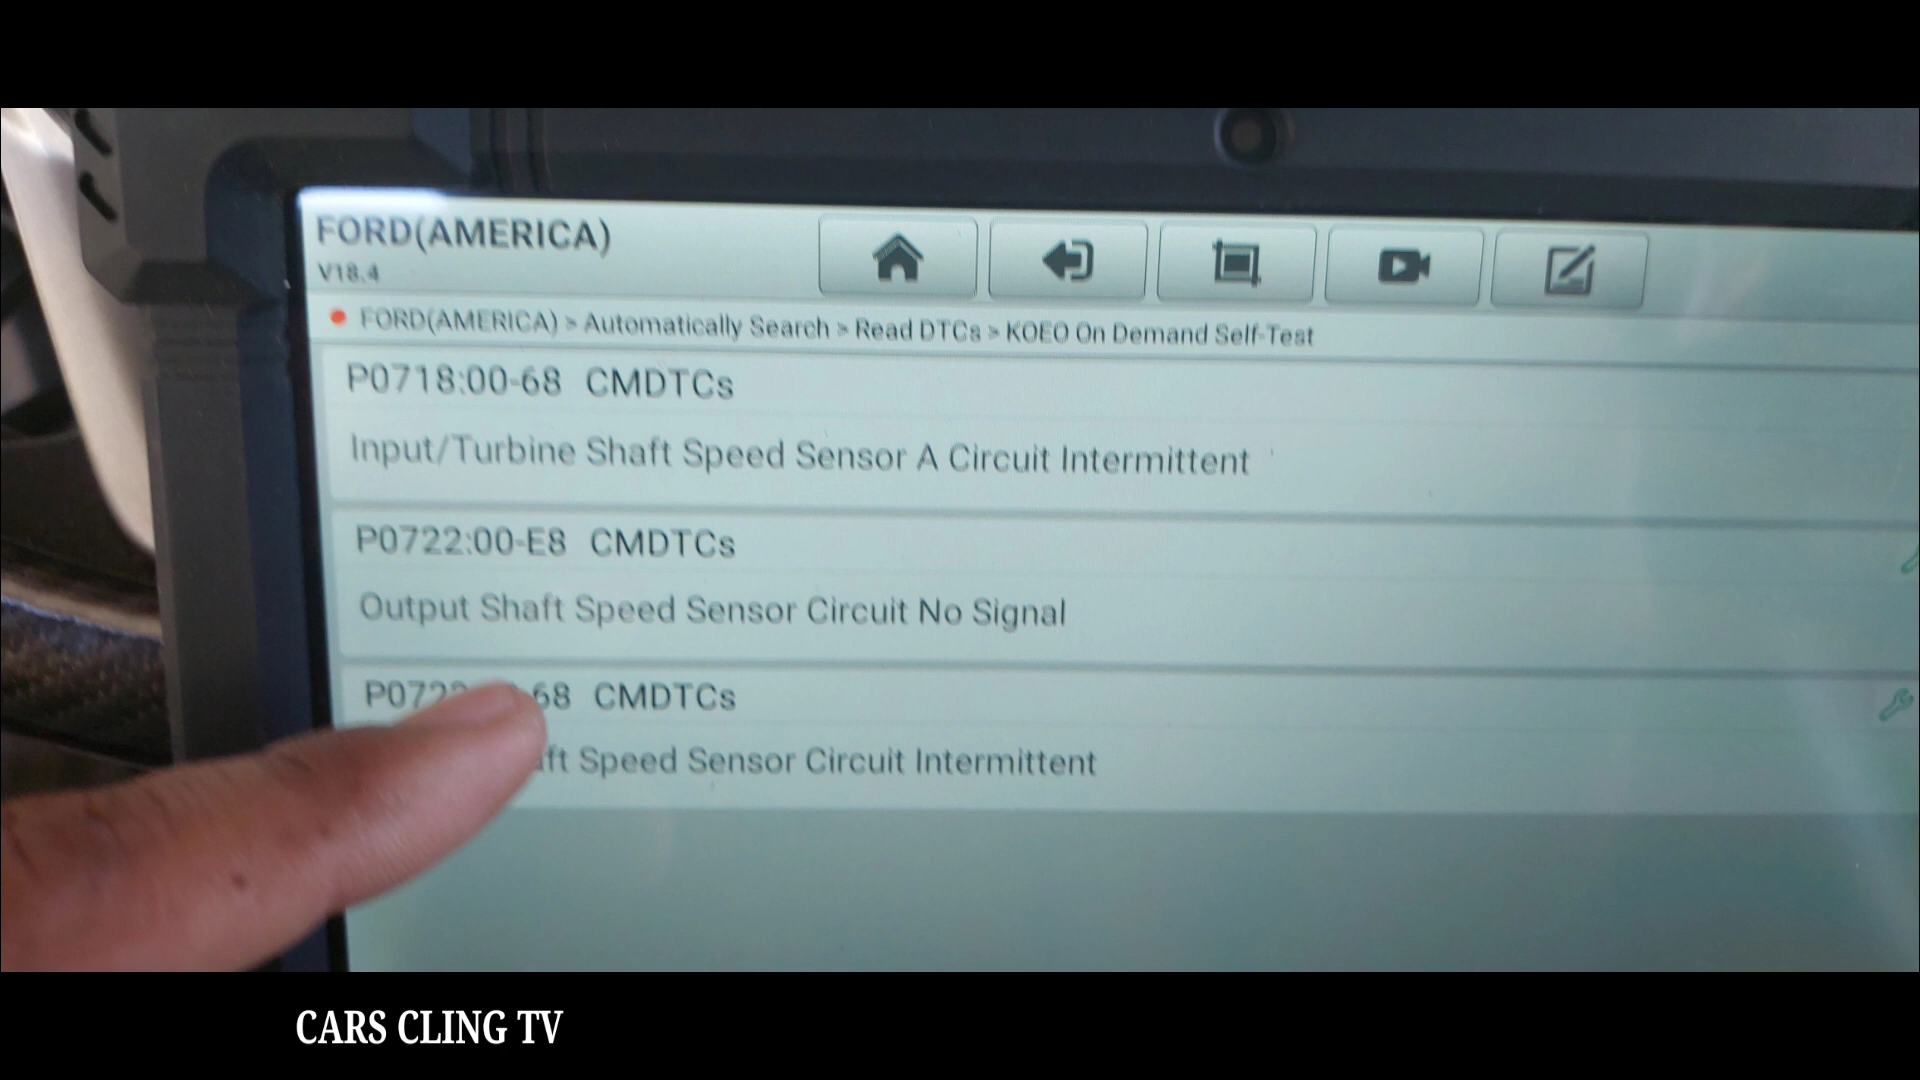 FORD(AMERICA)
V18.4
FORD(AMERICA) > Automatically Search > Read DTCs > KOEO On Demand Self-Test
P0718:00-68 CMDTCs
Input/Turbine Shaft Speed Sensor A Circuit Intermittent
P0722:00-E8 CMDTCs
Output Shaft Speed Sensor Circuit No Signal
68 CMDTCs
Speed Sensor Circuit Intermittent
CARS CLING TV